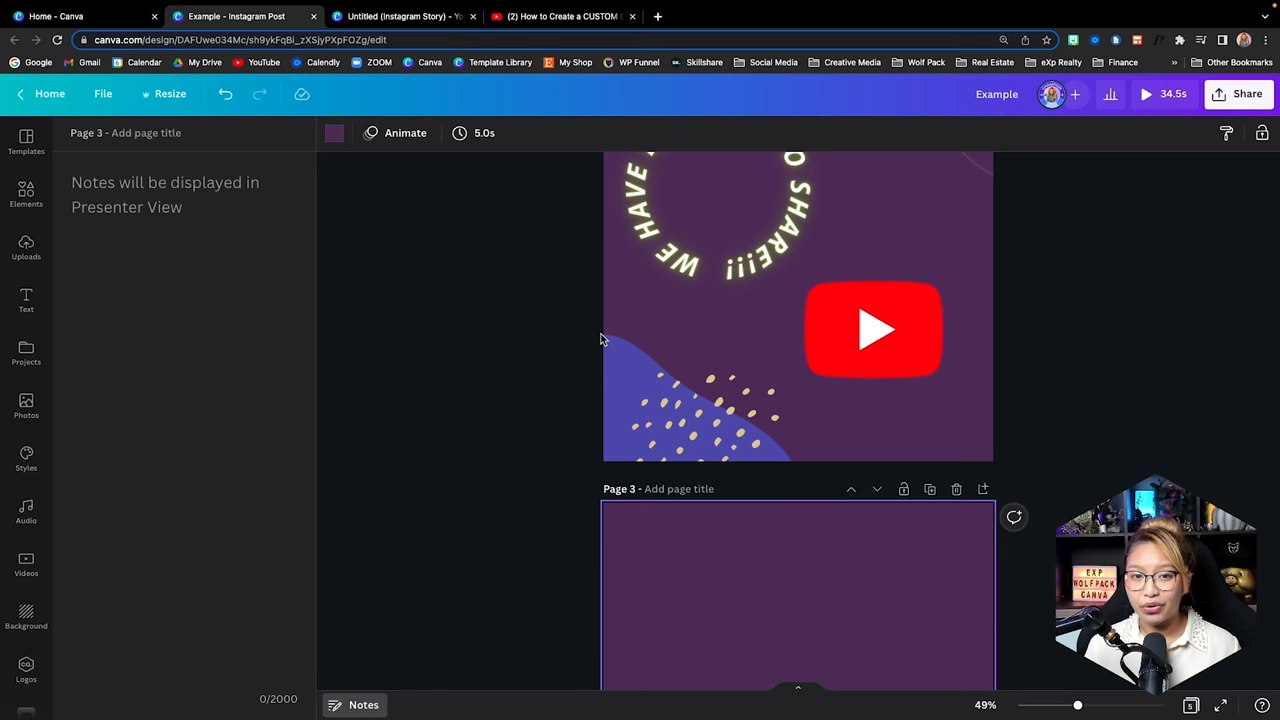 Home - Canva
Example - Instagram Post
Untitled (Instagram Story) - Yo
(2) How to Create a CUSTOM
canva.com/design/DAFUwe034Mc/sh9ykFqBi_zXSjyPXpFOZg/edit
Google
Gmail
Calendar
My Drive
YouTube
Calendly
ZOOM
Canva
Template Library
My Shop
WP Funnel
Skillshare
Social Media
Creative Media
Wolf Pack
Real Estate
eXp Realty
Finance
Other Bookmarks
Home
File
Resize
Example
34.5s
Share
Templates
Elements
Uploads
Text
Projects
Photos
Styles
Audio
Videos
Background
Logos
Page 3 - Add page title
Notes will be displayed in
Presenter View
0/2000
Animate
5.0s
WE HAVE
O SHARE!!!
Page 3 - Add page title
EXP
WOLFPACK
CANVA
Notes
49%
5